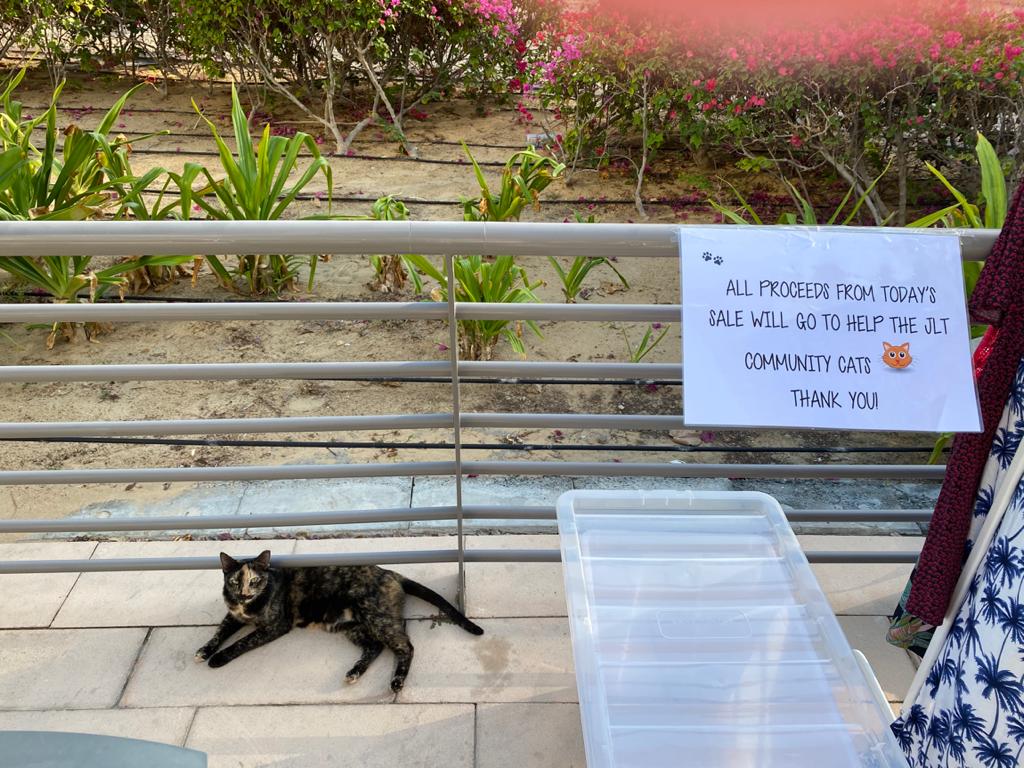 ALL PROCEEDS FROM TODAY'S
SALE WILL GO TO HELP THE JLT
COMMUNITY CATS
THANK YOU!